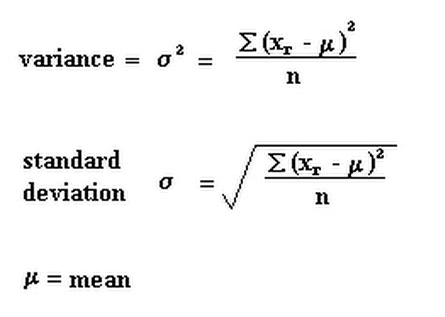 variance = σ² = Σ(xᵣ - μ)² / n
standard
deviation σ = √(Σ(xᵣ - μ)² / n)
μ = mean